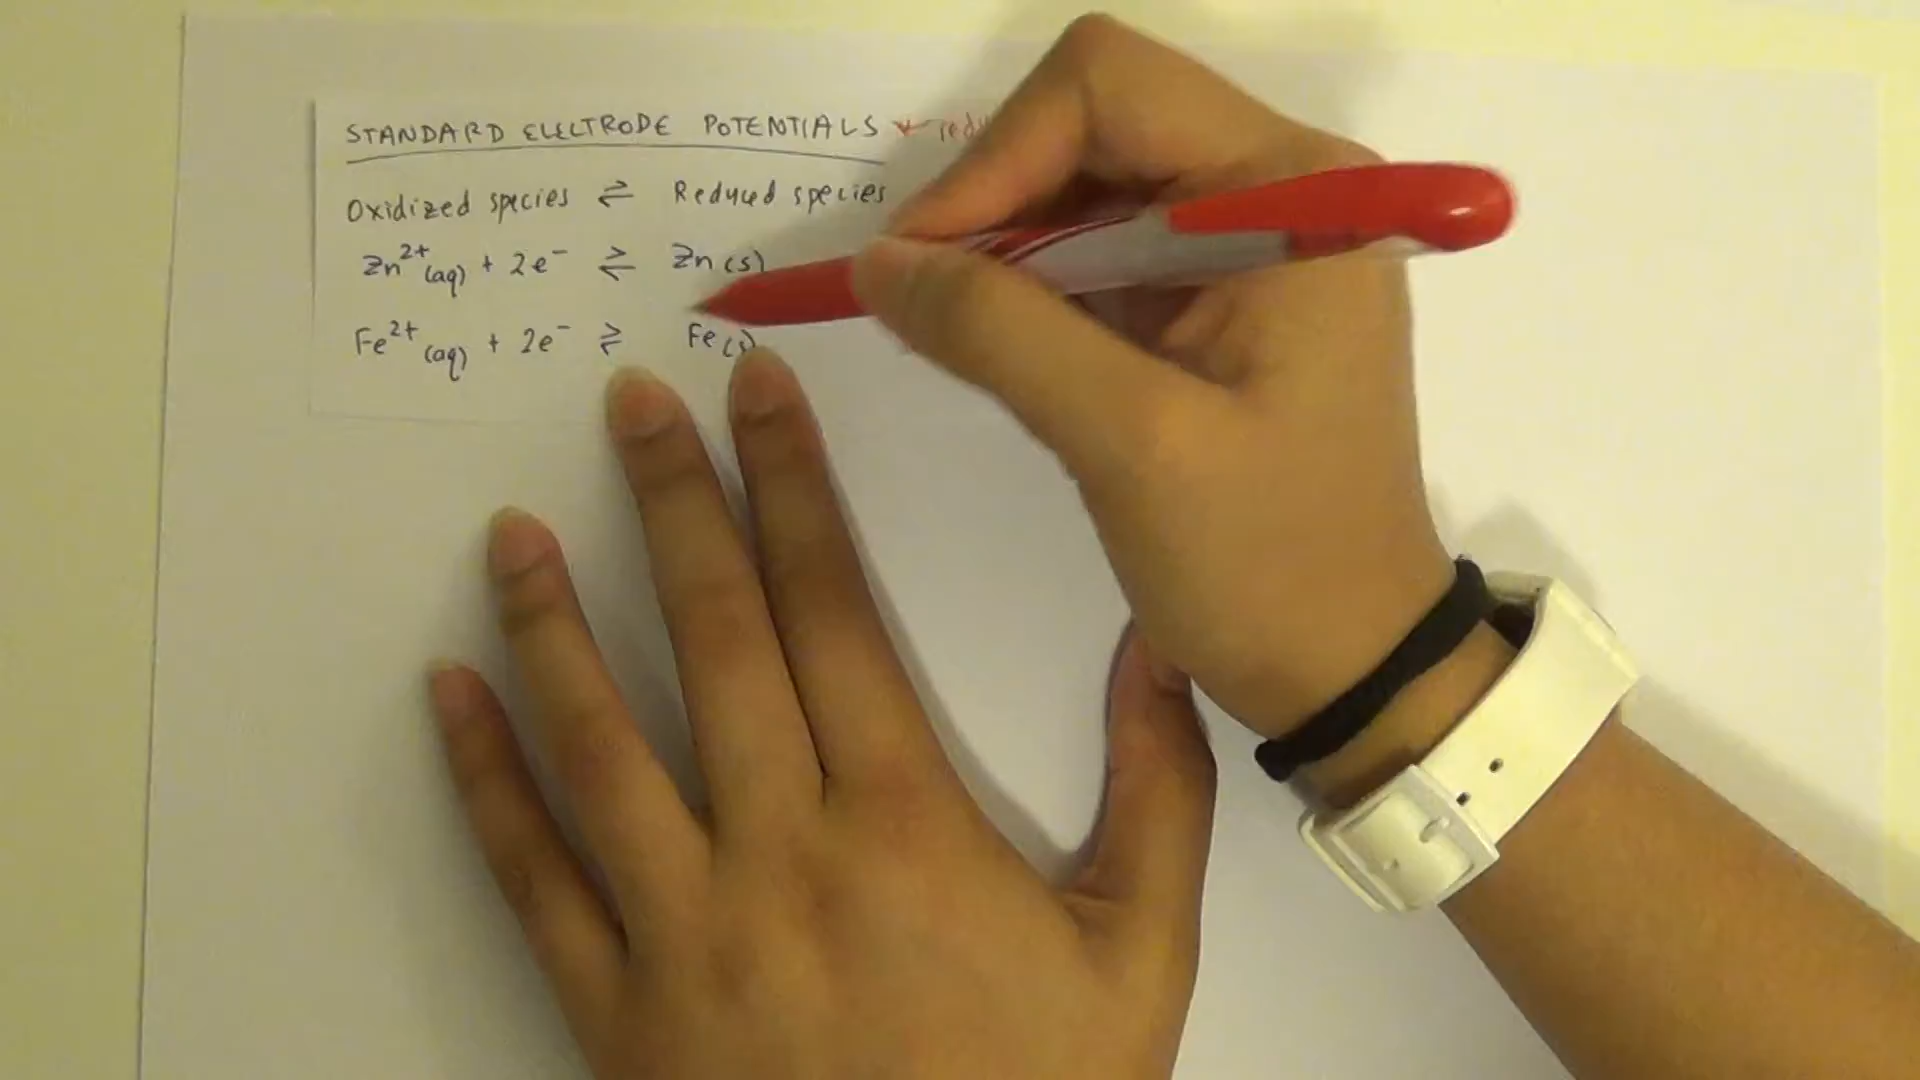 STANDARD ELECTRODE POTENTIALS
Oxidized species ⇌ Reduced species
Zn²⁺(aq) + 2e⁻ ⇌ Zn(s)
Fe²⁺(aq) + 2e⁻ ⇌ Fe(s)